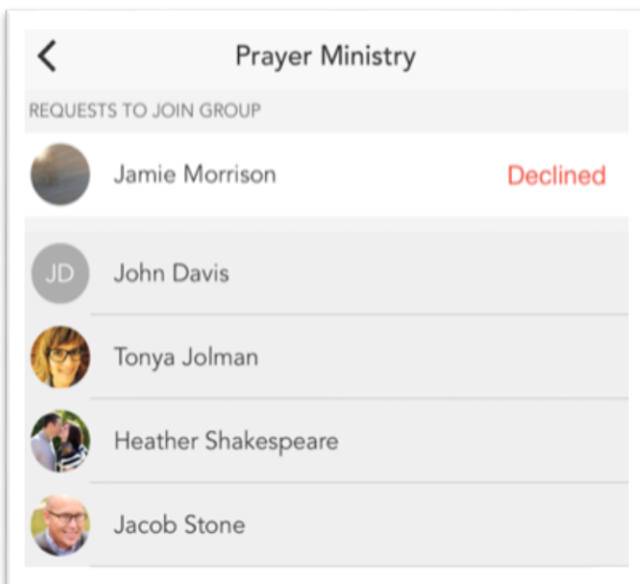 Prayer Ministry
REQUESTS TO JOIN GROUP
Jamie Morrison Declined
JD John Davis
Tonya Jolman
Heather Shakespeare
Jacob Stone